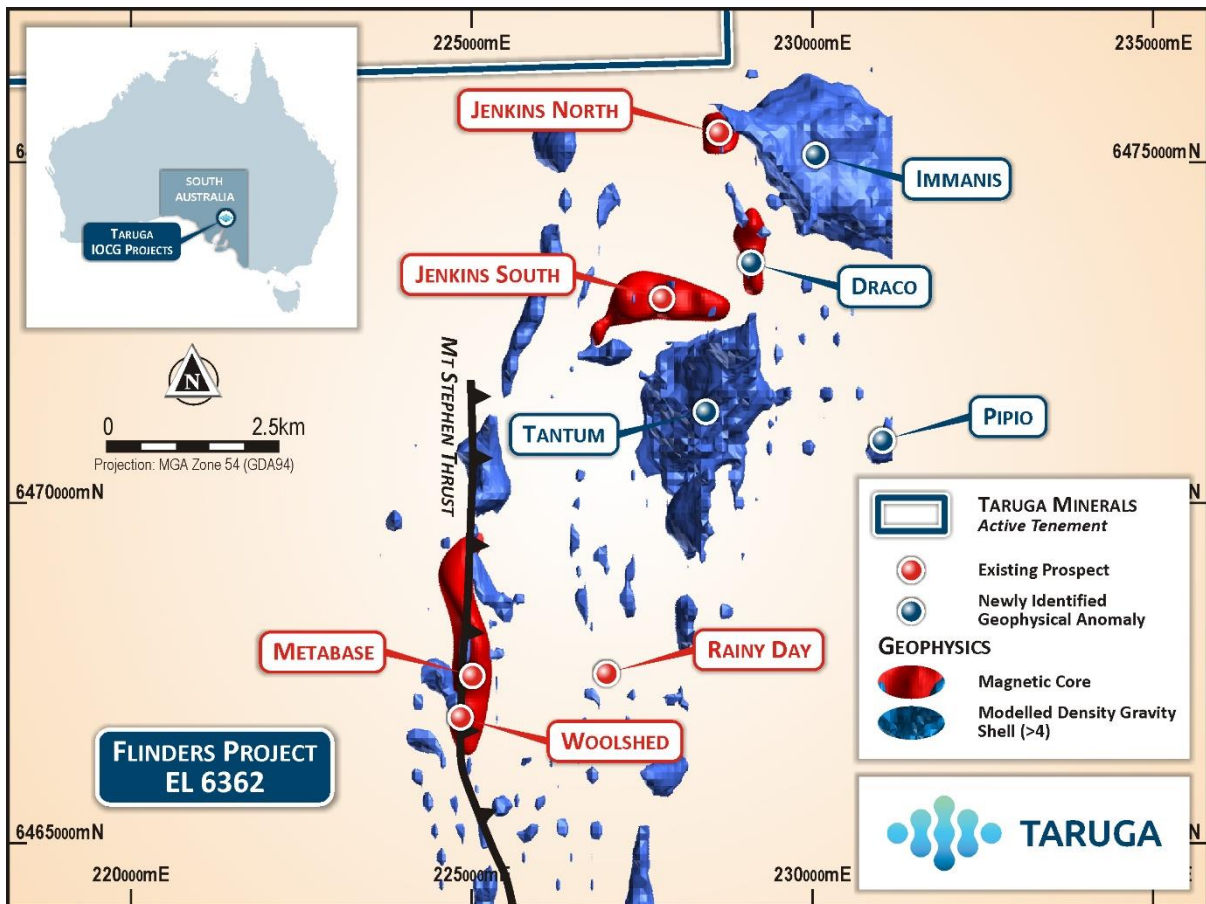 225000mE
230000mE
235000mE
SOUTH
AUSTRALIA
TARUGA
IOCG PROJECTS
JENKINS NORTH
6
6475000mN
IMMANIS
JENKINS SOUTH
DRACO
MT STEPHEN THRUST
N
0 2.5km
Projection: MGA Zone 54 (GDA94)
TANTUM
PIPIO
6470000mN
N
TARUGA MINERALS
Active Tenement
Existing Prospect
Newly Identified
Geophysical Anomaly
GEOPHYSICS
Magnetic Core
Modelled Density Gravity
Shell (>4)
METABASE
RAINY DAY
WOOLSHED
FLINDERS PROJECT
EL 6362
TARUGA
6465000mN
N
220000mE
225000mE
230000mE